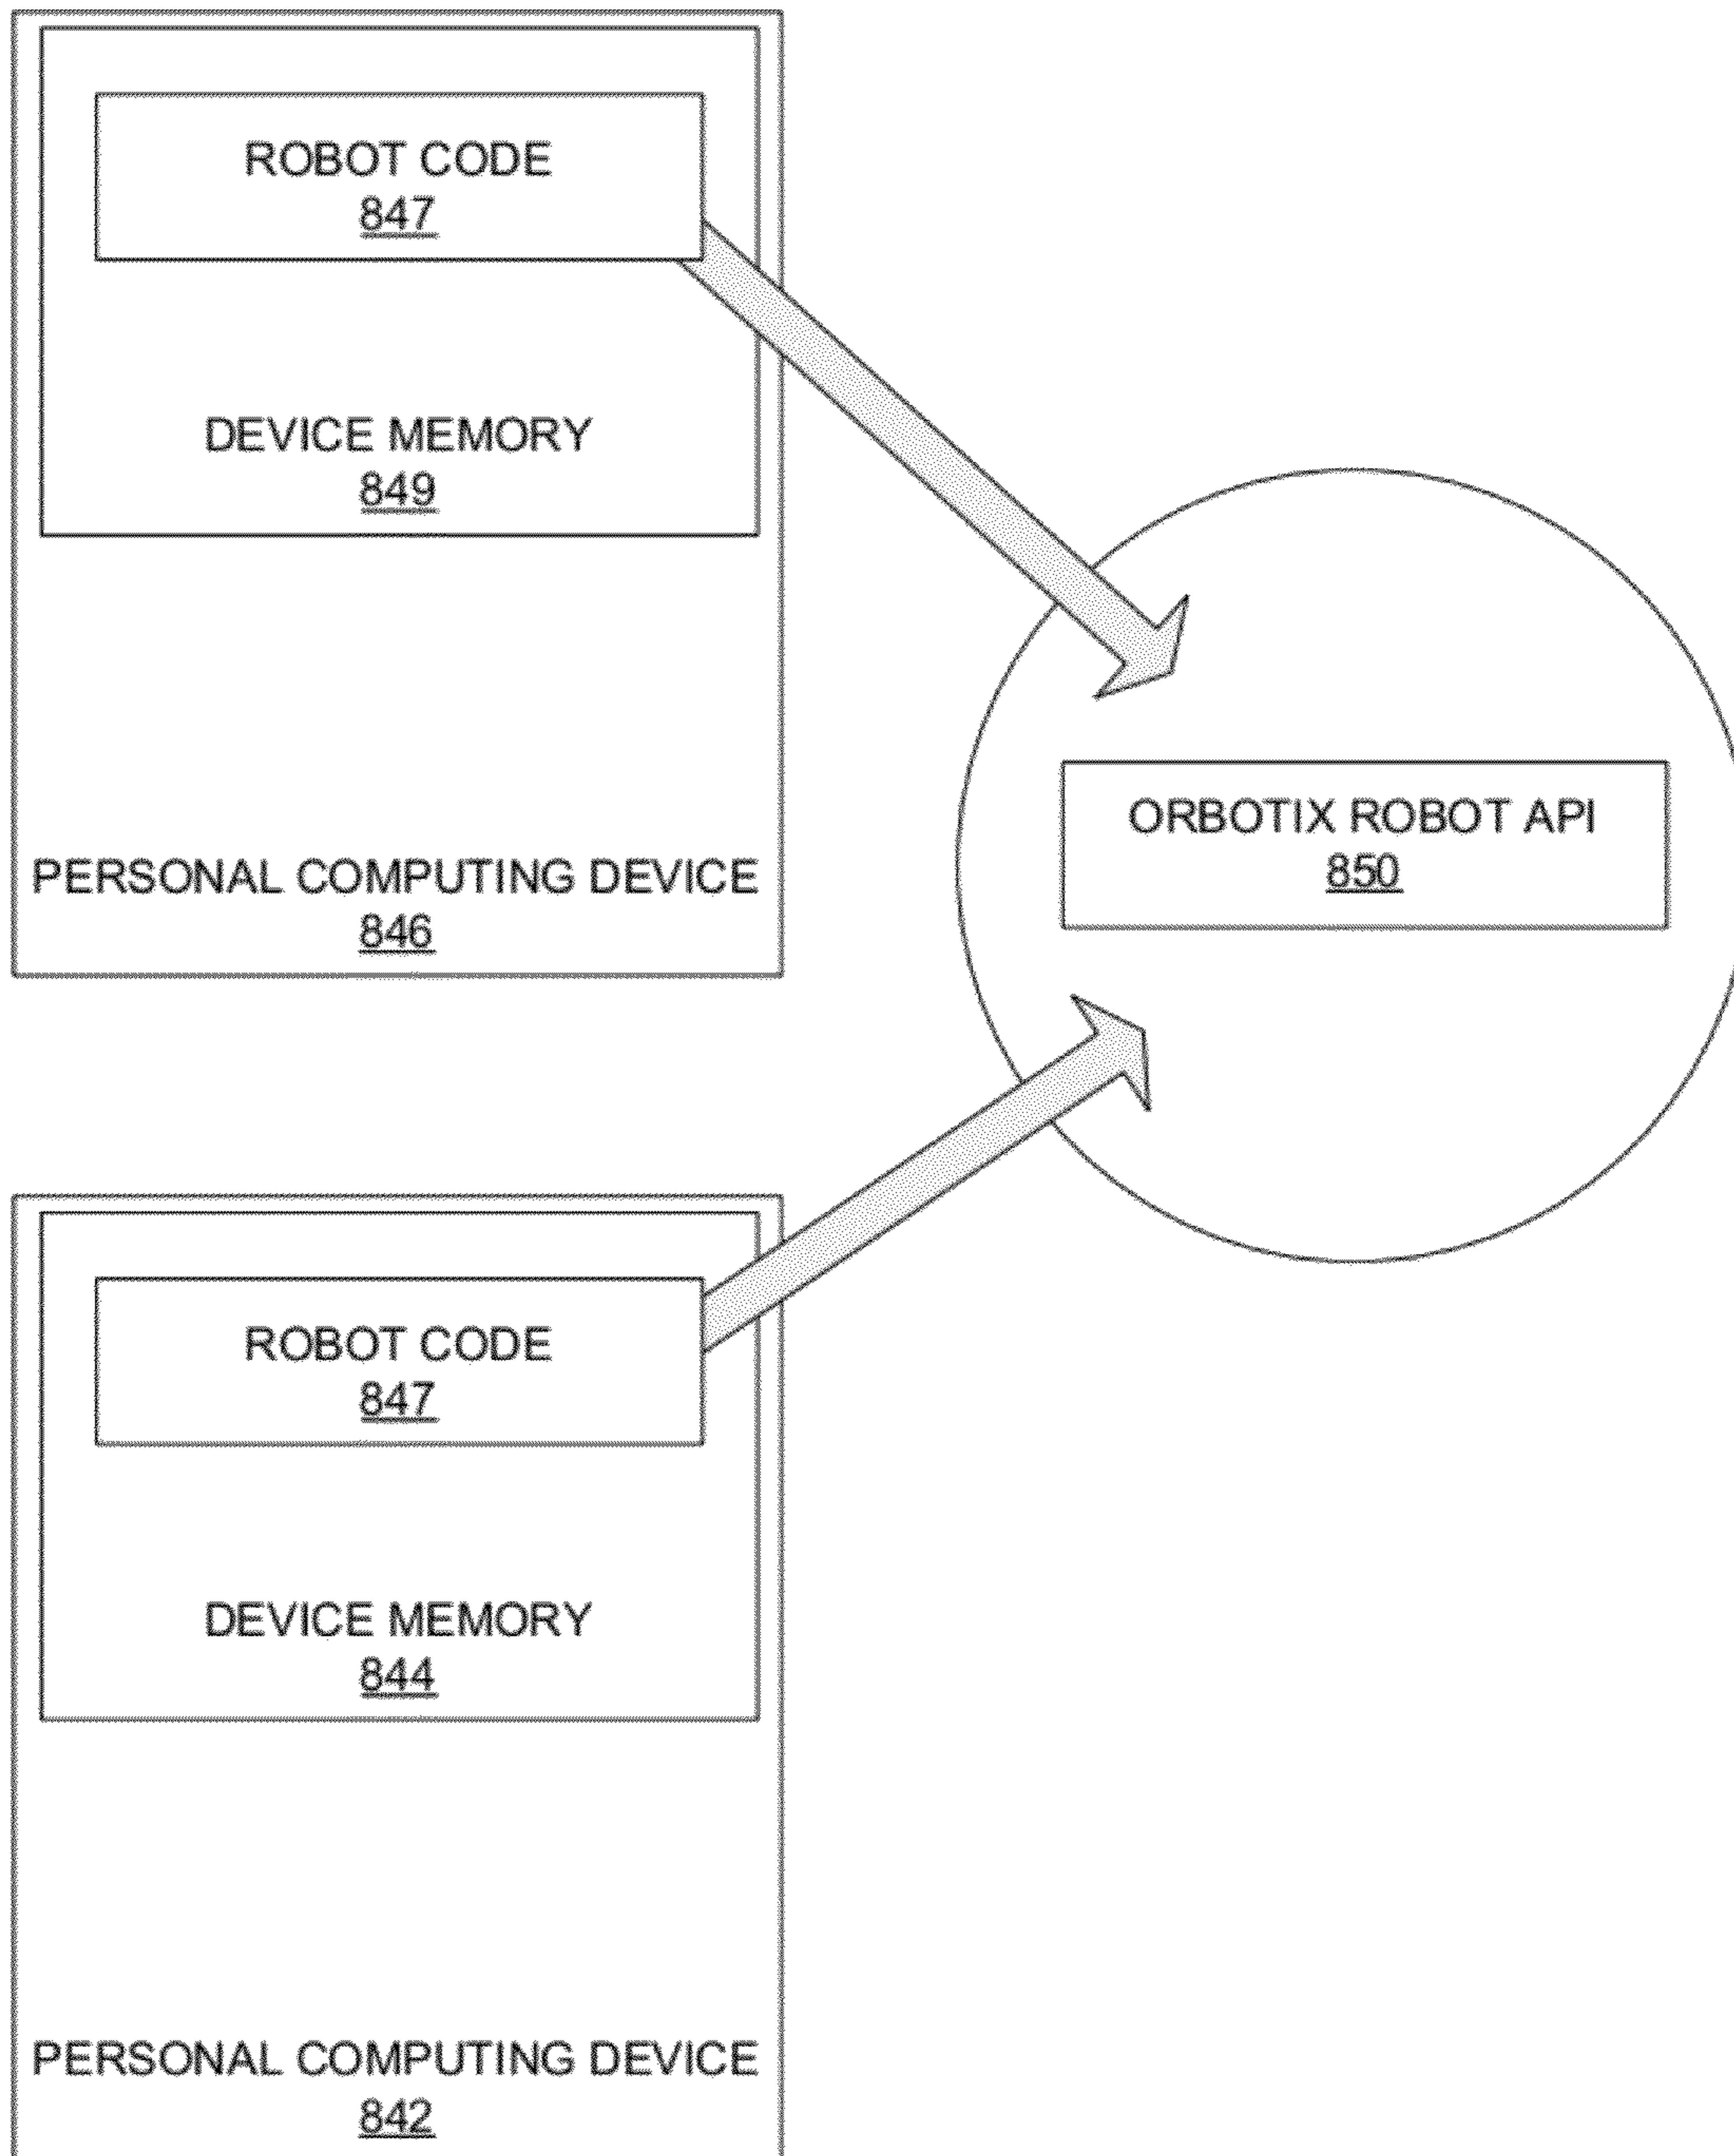 ROBOT CODE
847
DEVICE MEMORY
849
PERSONAL COMPUTING DEVICE
846
ORBOTIX ROBOT API
850
ROBOT CODE
847
DEVICE MEMORY
844
PERSONAL COMPUTING DEVICE
842